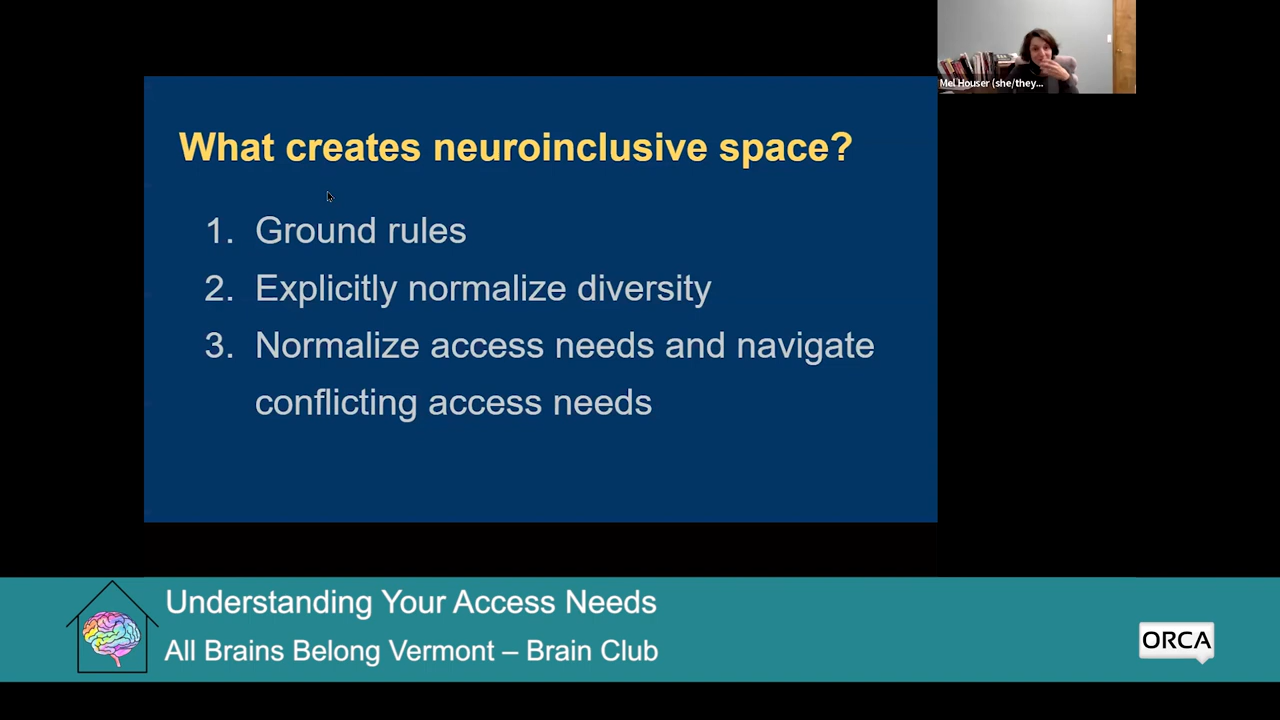 Mel Houser (she/they...
What creates neuroinclusive space?
1. Ground rules
2. Explicitly normalize diversity
3. Normalize access needs and navigate
conflicting access needs
Understanding Your Access Needs
All Brains Belong Vermont – Brain Club
ORCA